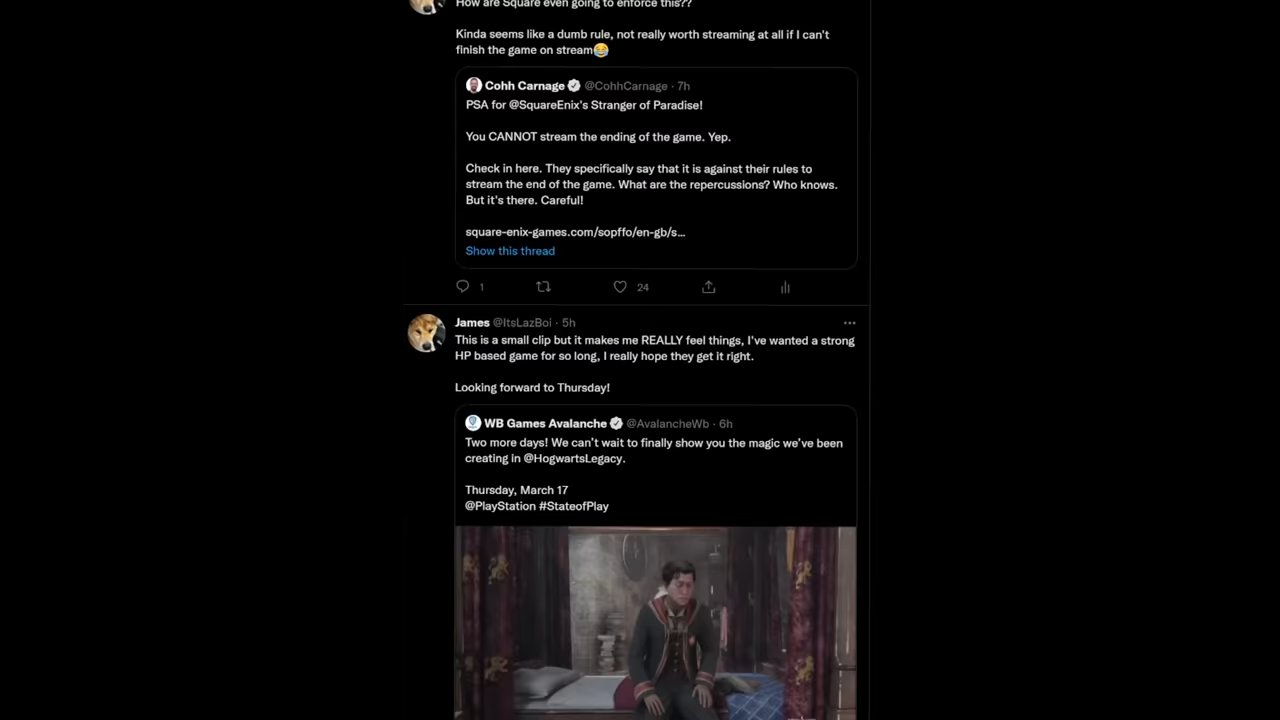 How are Square even going to enforce this??
Kinda seems like a dumb rule, not really worth streaming at all if I can't
finish the game on stream😂
Cohh Carnage @CohhCarnage · 7h
PSA for @SquareEnix's Stranger of Paradise!
You CANNOT stream the ending of the game. Yep.
Check in here. They specifically say that it is against their rules to
stream the end of the game. What are the repercussions? Who knows.
But it's there. Careful!
square-enix-games.com/sopffo/en-gb/s…
Show this thread
1 24
James @ItsLazBoi · 5h
This is a small clip but it makes me REALLY feel things, I've wanted a strong
HP based game for so long, I really hope they get it right.
Looking forward to Thursday!
WB Games Avalanche @AvalancheWb · 6h
Two more days! We can't wait to finally show you the magic we've been
creating in @HogwartsLegacy.
Thursday, March 17
@PlayStation #StateofPlay